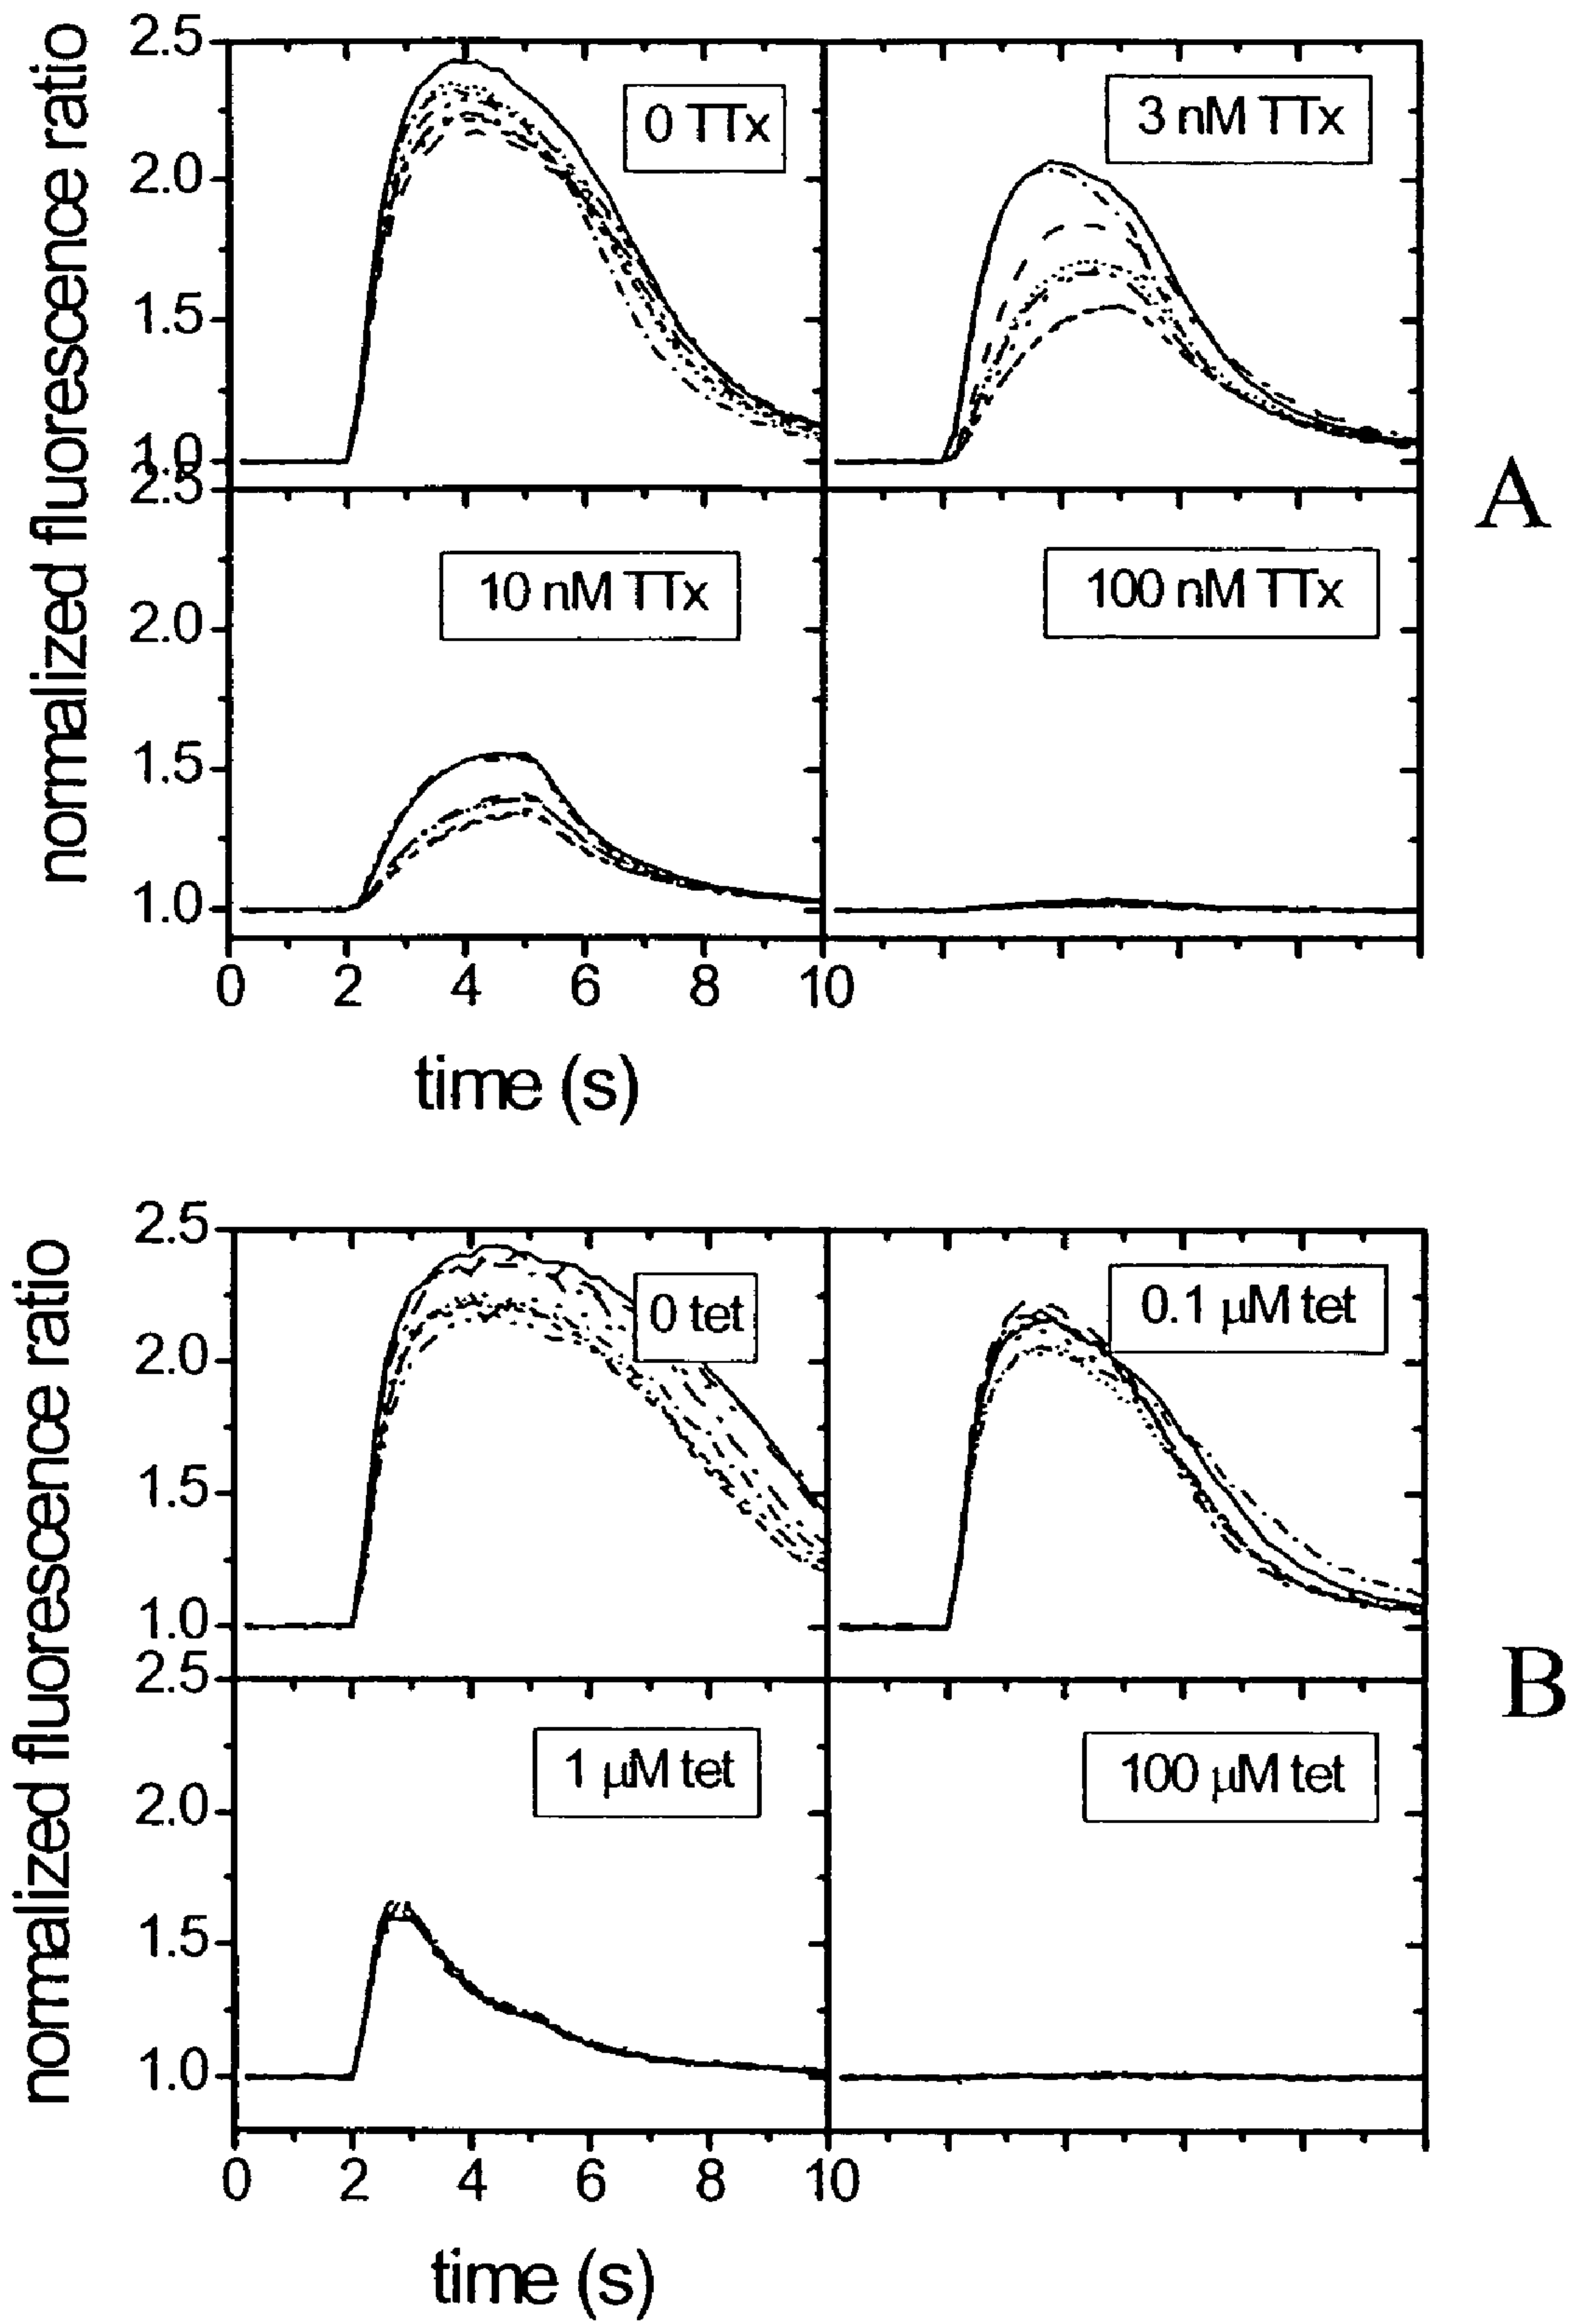 normalized fluorescence ratio
2.5
0 TTx
3 nM TTx
2.0
1.5
1.0
2.5
A
10 nM TTx
100 nM TTx
2.0
1.5
1.0
0 2 4 6 8 10
time (s)
normalized fluorescence ratio
2.5
0 tet
0.1 μM tet
2.0
1.5
1.0
2.5
B
1 μM tet
100 μM tet
2.0
1.5
1.0
0 2 4 6 8 10
time (s)